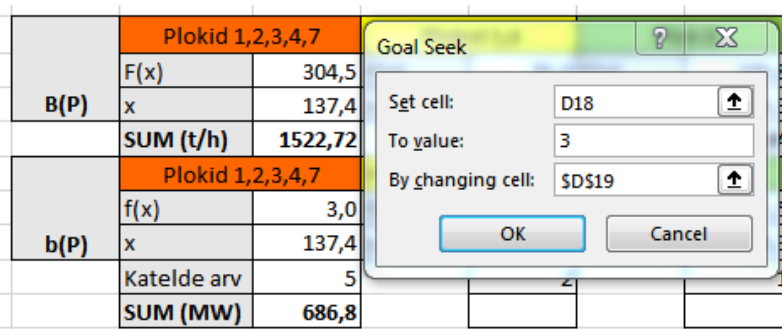 Plokid 1,2,3,4,7
B(P)
F(x) 304,5
x 137,4
SUM (t/h) 1522,72
Plokid 1,2,3,4,7
b(P)
f(x) 3,0
x 137,4
Katelde arv 5 2
SUM (MW) 686,8
Goal Seek
Set cell: D18
To value: 3
By changing cell: $D$19
OK Cancel